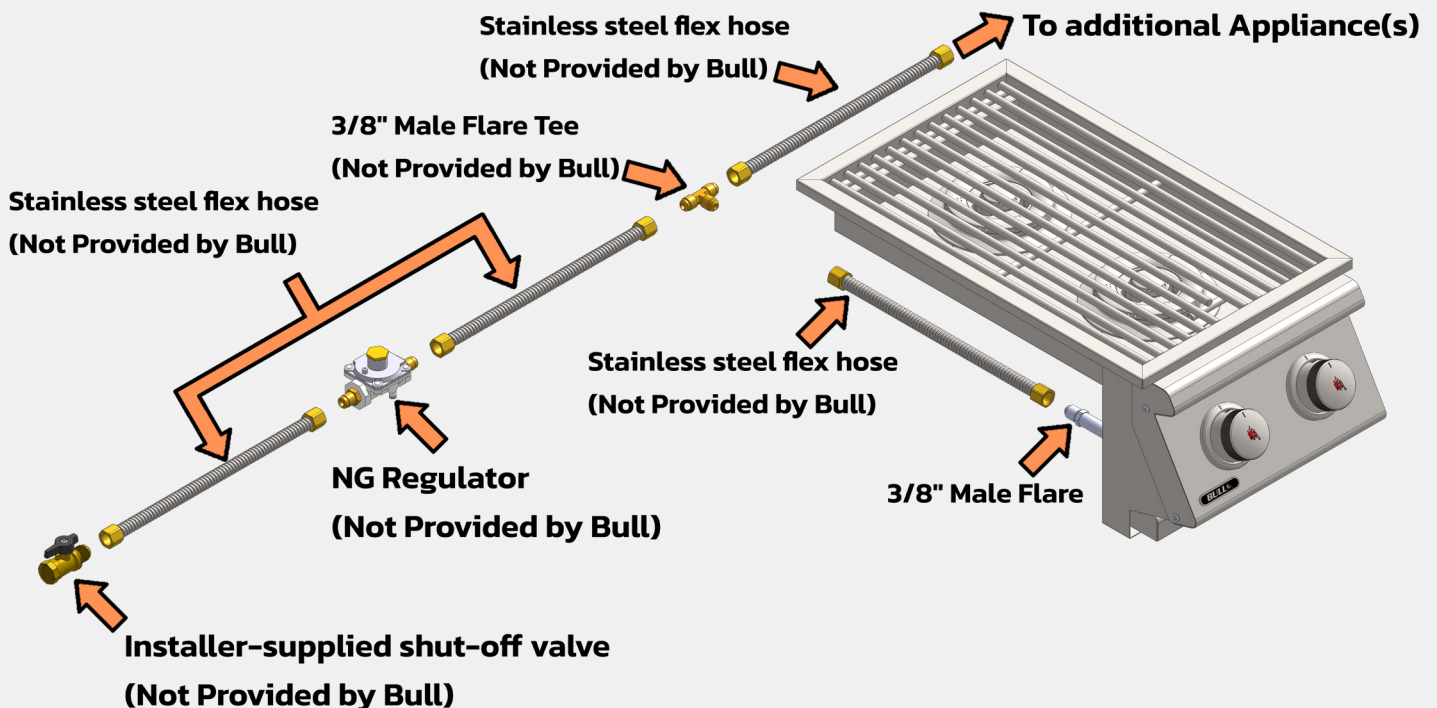 Stainless steel flex hose
(Not Provided by Bull)
To additional Appliance(s)
3/8" Male Flare Tee
(Not Provided by Bull)
Stainless steel flex hose
(Not Provided by Bull)
Stainless steel flex hose
(Not Provided by Bull)
NG Regulator
(Not Provided by Bull)
3/8" Male Flare
BULL
Installer-supplied shut-off valve
(Not Provided by Bull)